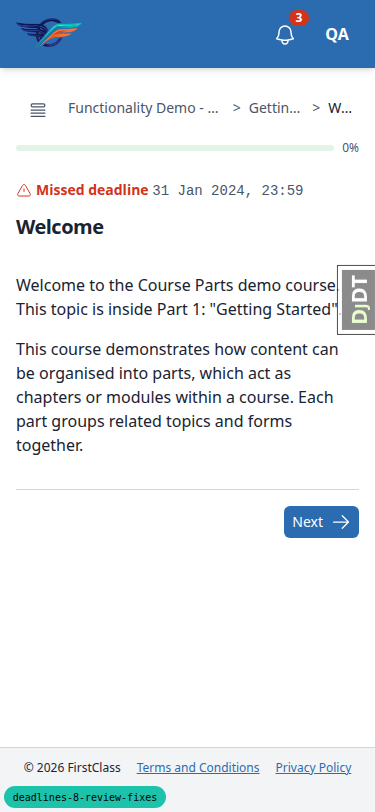 3
QA
Functionality Demo - ... > Gettin... > W...
0%
Missed deadline 31 Jan 2024, 23:59
Welcome
Welcome to the Course Parts demo course.
This topic is inside Part 1: "Getting Started".
DjDT
This course demonstrates how content can
be organised into parts, which act as
chapters or modules within a course. Each
part groups related topics and forms
together.
Next
© 2026 FirstClass Terms and Conditions Privacy Policy
deadlines-8-review-fixes